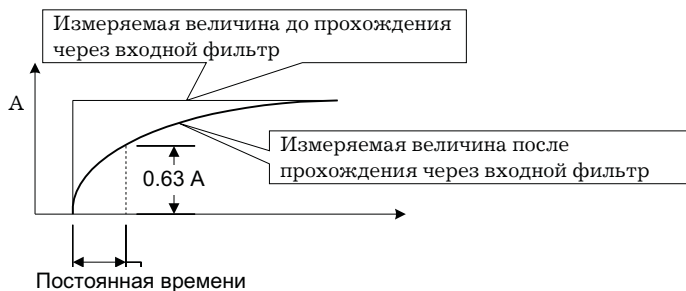 Измеряемая величина до прохождения
через входной фильтр
A
Измеряемая величина после
прохождения через входной фильтр
0.63 A
Постоянная времени